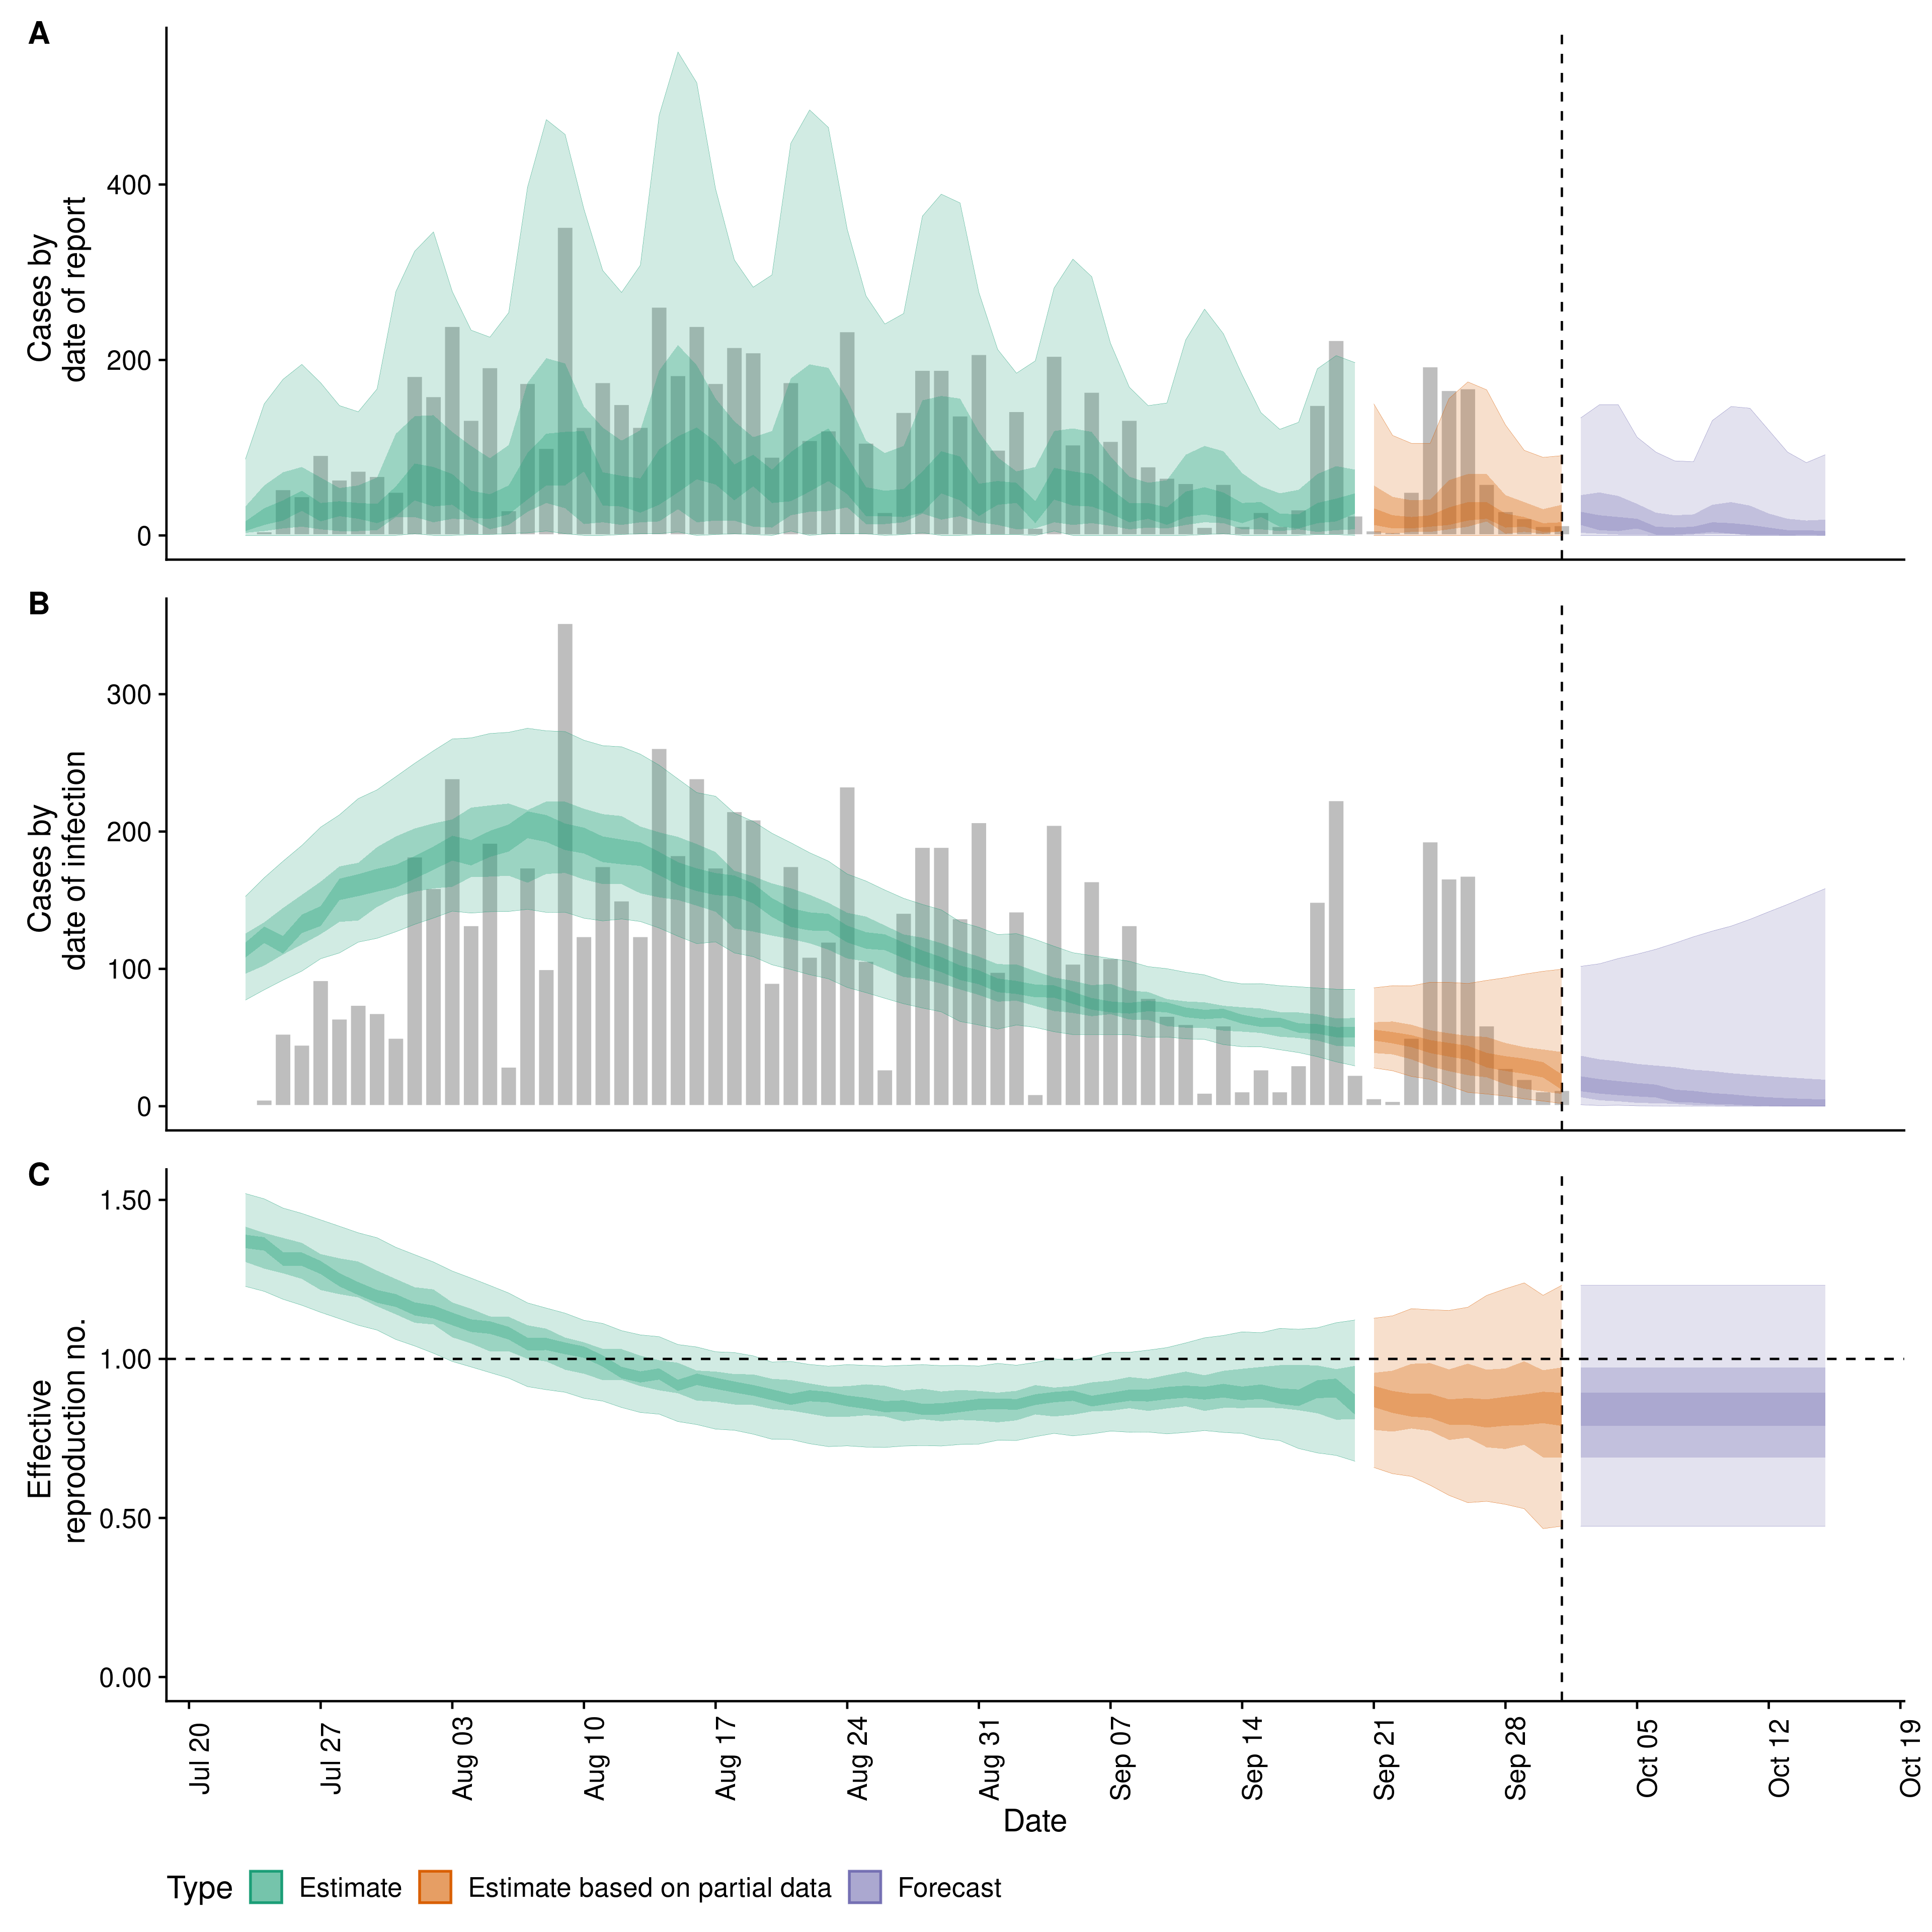 A
Cases by
date of report
400
200
0
B
Cases by
date of infection
300
200
100
0
C
Effective
reproduction no.
1.50
1.00
0.50
0.00
Jul 20
Jul 27
Aug 03
Aug 10
Aug 17
Aug 24
Aug 31
Sep 07
Sep 14
Sep 21
Sep 28
Oct 05
Oct 12
Oct 19
Date
Type Estimate Estimate based on partial data Forecast